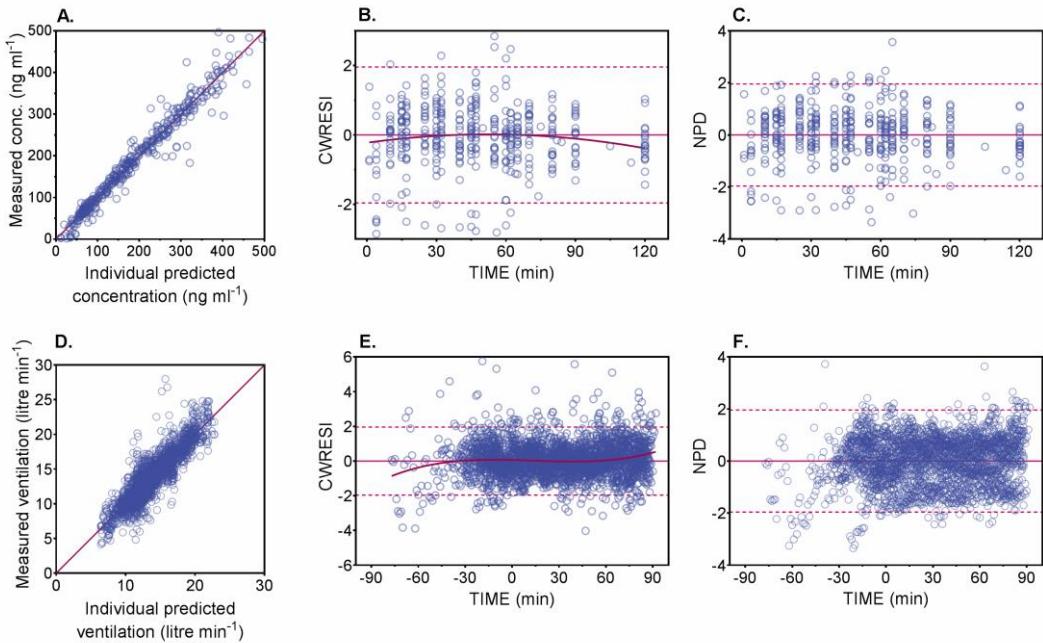 A.
B.
C.
500
400
300
200
100
0
Measured conc. (ng ml⁻¹)
0 100 200 300 400 500
Individual predicted
concentration (ng ml⁻¹)
2
0
-2
CWRESI
0 30 60 90 120
TIME (min)
4
2
0
-2
-4
NPD
0 30 60 90 120
TIME (min)
D.
E.
F.
30
25
20
15
10
5
0
Measured ventilation (litre min⁻¹)
0 10 20 30
Individual predicted
ventilation (litre min⁻¹)
6
4
2
0
-2
-4
-6
CWRESI
-90 -60 -30 0 30 60 90
TIME (min)
4
2
0
-2
-4
NPD
-90 -60 -30 0 30 60 90
TIME (min)